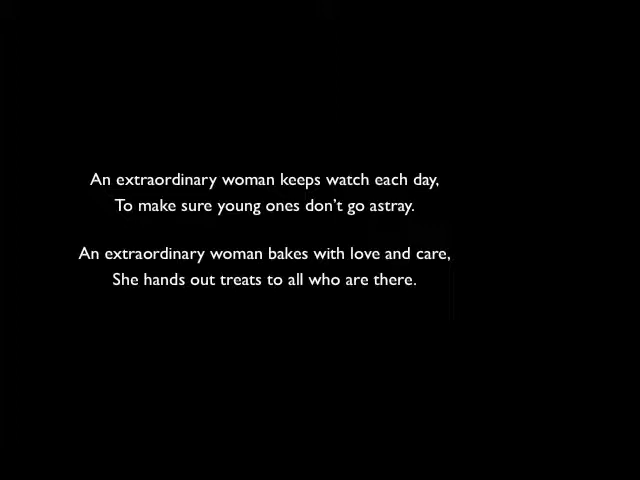 An extraordinary woman keeps watch each day,
To make sure young ones don’t go astray.
An extraordinary woman bakes with love and care,
She hands out treats to all who are there.